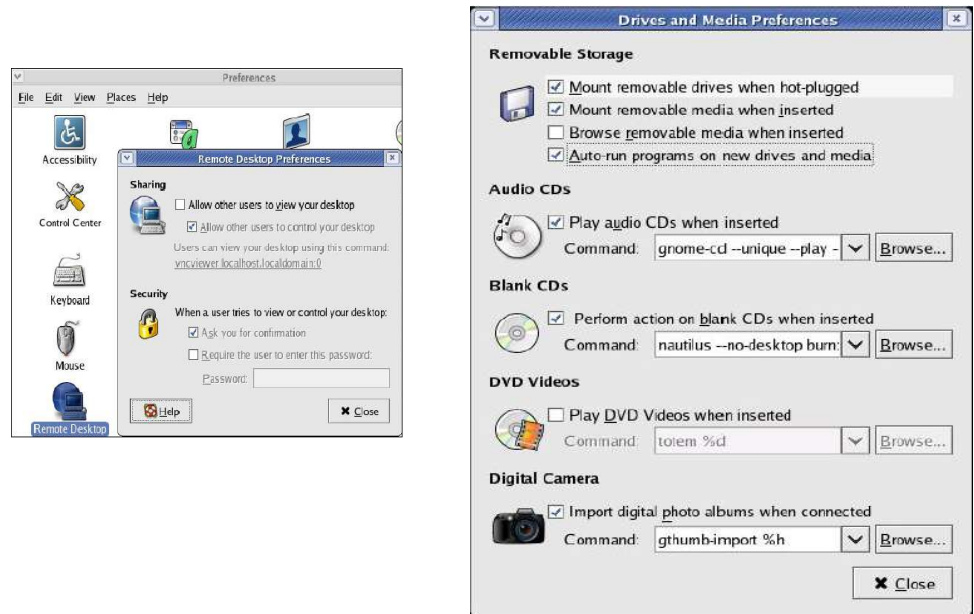 Preferences
File Edit View Places Help
Accessibility
Control Center
Keyboard
Mouse
Remote Desktop
Remote Desktop Preferences
Sharing
Allow other users to view your desktop
Allow other users to control your desktop
Users can view your desktop using this command:
vncviewer localhost.localdomain:0
Security
When a user tries to view or control your desktop:
Ask you for confirmation
Require the user to enter this password:
Password:
Help
Close
Drives and Media Preferences
Removable Storage
Mount removable drives when hot-plugged
Mount removable media when inserted
Browse removable media when inserted
Auto-run programs on new drives and media
Audio CDs
Play audio CDs when inserted
Command: gnome-cd --unique --play - Browse...
Blank CDs
Perform action on blank CDs when inserted
Command: nautilus --no-desktop burn: Browse...
DVD Videos
Play DVD Videos when inserted
Command: totem %d Browse...
Digital Camera
Import digital photo albums when connected
Command: gthumb-import %h Browse...
Close